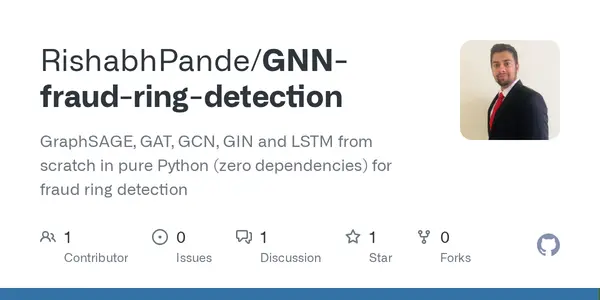 RishabhPande/GNN-
fraud-ring-detection
GraphSAGE, GAT, GCN, GIN and LSTM from
scratch in pure Python (zero dependencies) for
fraud ring detection
1 0 1 1 0
Contributor Issues Discussion Star Forks